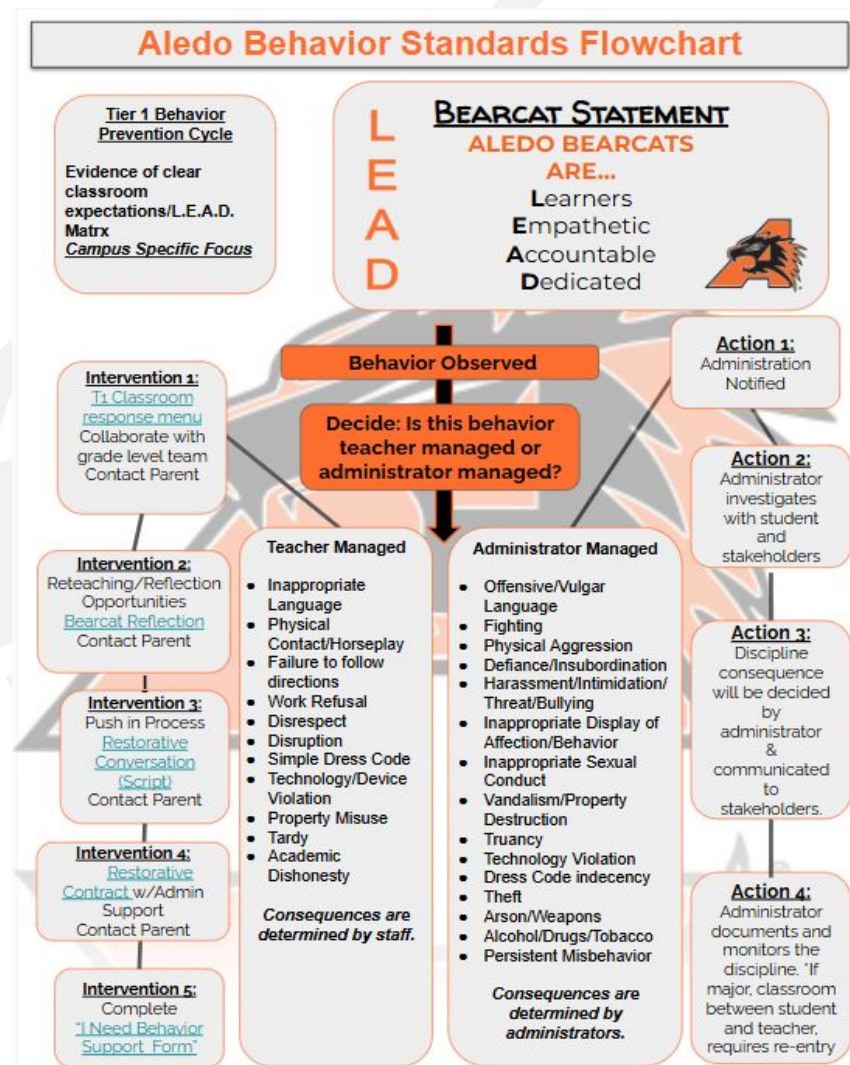 Aledo Behavior Standards Flowchart
Tier 1 Behavior
Prevention Cycle
Evidence of clear
classroom
expectations/L.E.A.D.
Matrx
Campus Specific Focus
L
E
A
D
BEARCAT STATEMENT
ALEDO BEARCATS
ARE...
Learners
Empathetic
Accountable
Dedicated
Behavior Observed
Decide: Is this behavior
teacher managed or
administrator managed?
Intervention 1:
T1 Classroom
response menu
Collaborate with
grade level team
Contact Parent
Intervention 2:
Reteaching/Reflection
Opportunities
Bearcat Reflection
Contact Parent
Intervention 3:
Push in Process
Restorative
Conversation
(Script)
Contact Parent
Intervention 4:
Restorative
Contract w/Admin
Support
Contact Parent
Intervention 5:
Complete
"I Need Behavior
Support Form"
Teacher Managed
• Inappropriate
Language
• Physical
Contact/Horseplay
• Failure to follow
directions
• Work Refusal
• Disrespect
• Disruption
• Simple Dress Code
• Technology/Device
Violation
• Property Misuse
• Tardy
• Academic
Dishonesty
Consequences are
determined by staff.
Administrator Managed
• Offensive/Vulgar
Language
• Fighting
• Physical Aggression
• Defiance/Insubordination
• Harassment/Intimidation/
Threat/Bullying
• Inappropriate Display of
Affection/Behavior
• Inappropriate Sexual
Conduct
• Vandalism/Property
Destruction
• Truancy
• Technology Violation
• Dress Code indecency
• Theft
• Arson/Weapons
• Alcohol/Drugs/Tobacco
• Persistent Misbehavior
Consequences are
determined by
administrators.
Action 1:
Administration
Notified
Action 2:
Administrator
investigates
with student
and
stakeholders
Action 3:
Discipline
consequence
will be decided
by
administrator
&
communicated
to
stakeholders.
Action 4:
Administrator
documents and
monitors the
discipline. *If
major, classroom
between student
and teacher,
requires re-entry